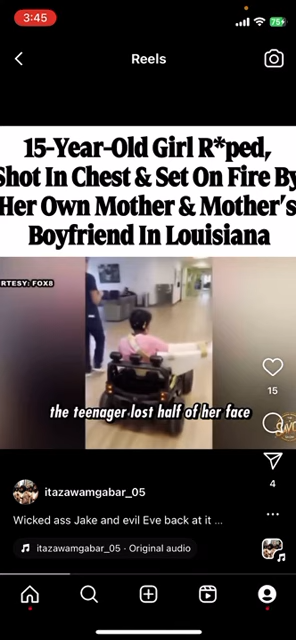 3:45
75
Reels
15-Year-Old Girl R*ped,
Shot In Chest & Set On Fire By
Her Own Mother & Mother's
Boyfriend In Louisiana
RTESY: FOX8
the teenager lost half of her face
15
4
itazawamgabar_05
Wicked ass Jake and evil Eve back at it ...
itazawamgabar_05 · Original audio